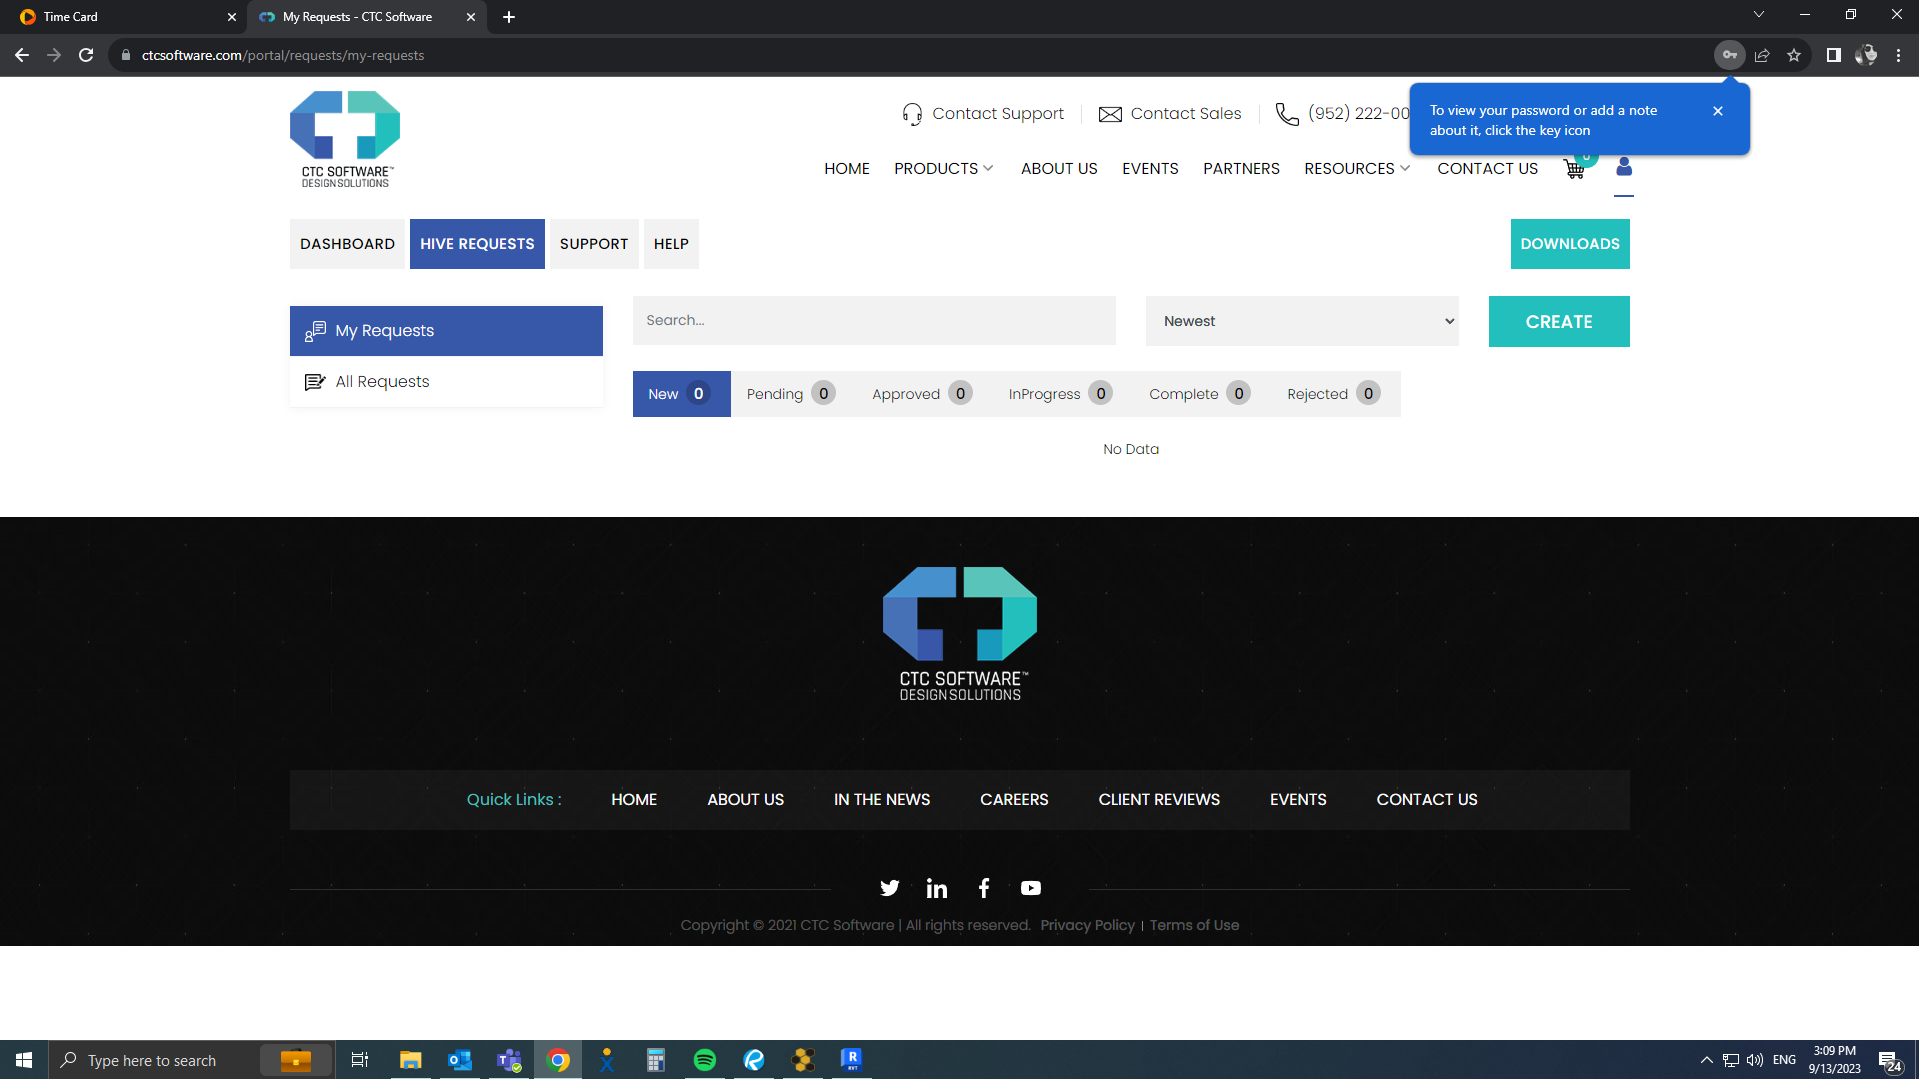 Time Card
My Requests - CTC Software
ctcsoftware.com/portal/requests/my-requests
To view your password or add a note
about it, click the key icon
CTC SOFTWARE™
DESIGNSOLUTIONS
Contact Support
Contact Sales
(952) 222-00
HOME PRODUCTS ABOUT US EVENTS PARTNERS RESOURCES CONTACT US
DASHBOARD HIVE REQUESTS SUPPORT HELP DOWNLOADS
My Requests
All Requests
Search...
Newest
CREATE
New 0 Pending 0 Approved 0 InProgress 0 Complete 0 Rejected 0
No Data
CTC SOFTWARE™
DESIGNSOLUTIONS
Quick Links : HOME ABOUT US IN THE NEWS CAREERS CLIENT REVIEWS EVENTS CONTACT US
Copyright © 2021 CTC Software | All rights reserved. Privacy Policy | Terms of Use
Type here to search
ENG
3:09 PM
9/13/2023
24